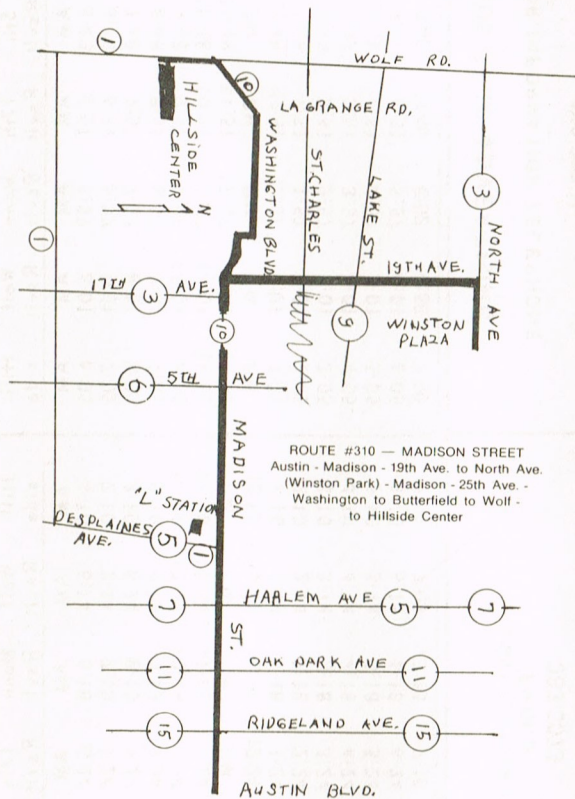 WOLF RD.
1
10
LA GRANGE RD.
HILLSIDE
CENTER
N
WASHINGTON BLVD.
ST. CHARLES
LAKE ST.
3
NORTH AVE
1
19TH AVE.
17TH
3
AVE.
10
9
WINSTON
PLAZA
6
5TH
AVE
MADISON
ST.
ROUTE #310 — MADISON STREET
Austin - Madison - 19th Ave. to North Ave.
(Winston Park) - Madison - 25th Ave. -
Washington to Butterfield to Wolf -
to Hillside Center
"L" STATION
DESPLAINES
AVE.
5
1
7
HARLEM AVE
5
7
11
OAK PARK AVE
11
15
RIDGELAND AVE.
15
AUSTIN BLVD.